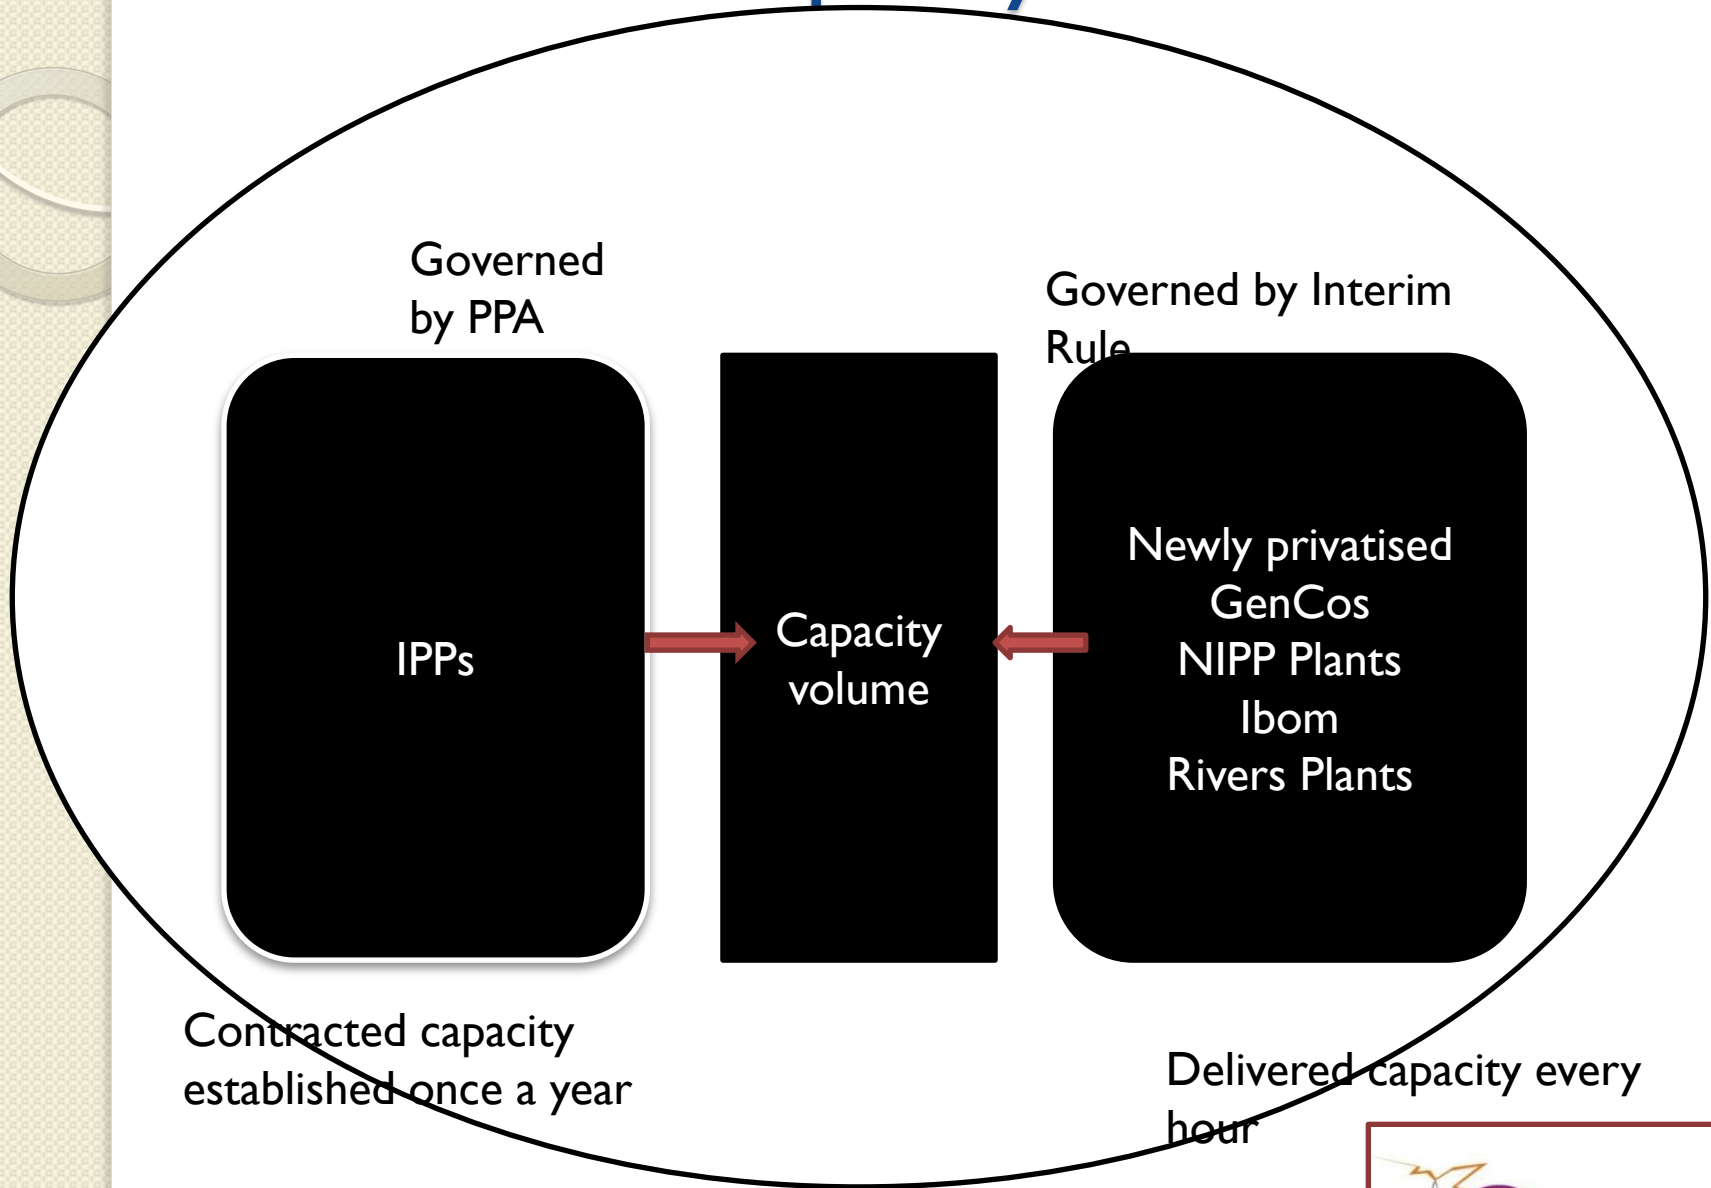 Governed
by PPA
Governed by Interim
Rule
IPPs
Capacity
volume
Newly privatised
GenCos
NIPP Plants
Ibom
Rivers Plants
Contracted capacity
established once a year
Delivered capacity every
hour